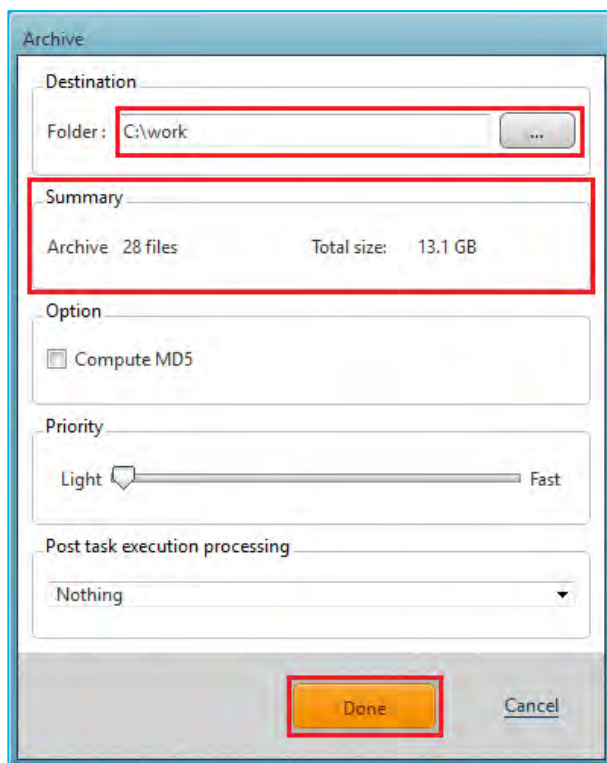 Archive
Destination
Folder : C:\work ...
Summary
Archive 28 files Total size: 13.1 GB
Option
Compute MD5
Priority
Light Fast
Post task execution processing
Nothing
Done Cancel